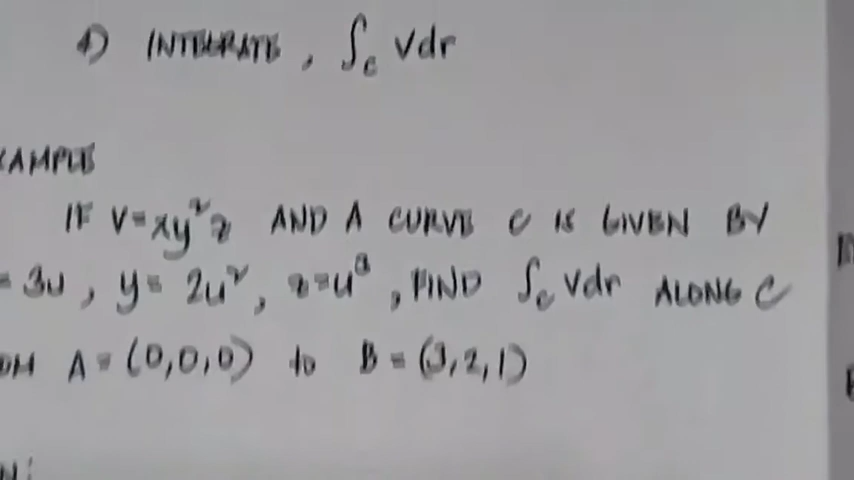 4) INTEGRATE, ∫c Vdr
XAMPLE
IF V=xy²z AND A CURVE C IS GIVEN BY
= 3u, y= 2u², z=u³, FIND ∫c Vdr ALONG C
OM A = (0,0,0) to B = (3,2,1)
N: